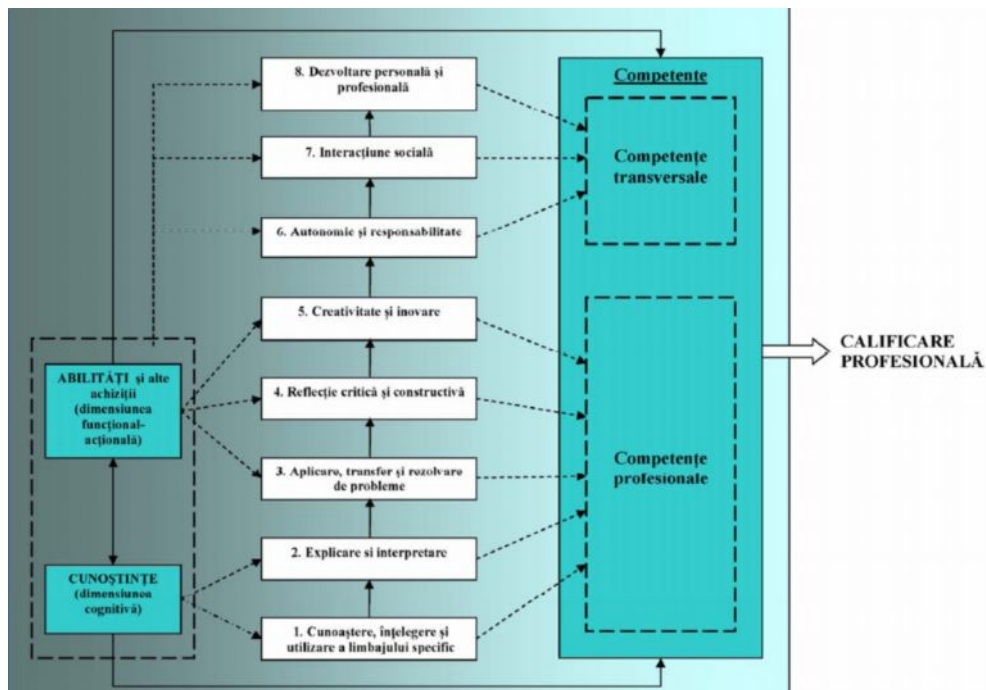 8. Dezvoltare personală și
profesională
7. Interacțiune socială
6. Autonomie și responsabilitate
5. Creativitate și inovare
4. Reflecție critică și constructivă
3. Aplicare, transfer și rezolvare
de probleme
2. Explicare si interpretare
1. Cunoaștere, înțelegere și
utilizare a limbajului specific
ABILITĂȚI și alte
achiziții
(dimensiunea
funcțional-
acțională)
CUNOȘTINȚE
(dimensiunea
cognitivă)
Competențe
Competențe
transversale
Competențe
profesionale
CALIFICARE
PROFESIONALĂ